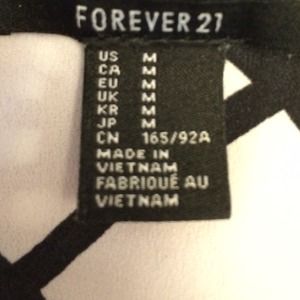 FOREVER 21
US M
CA M
EU M
UK M
KR M
JP M
CN 165/92A
MADE IN
VIETNAM
FABRIQUÉ AU
VIETNAM